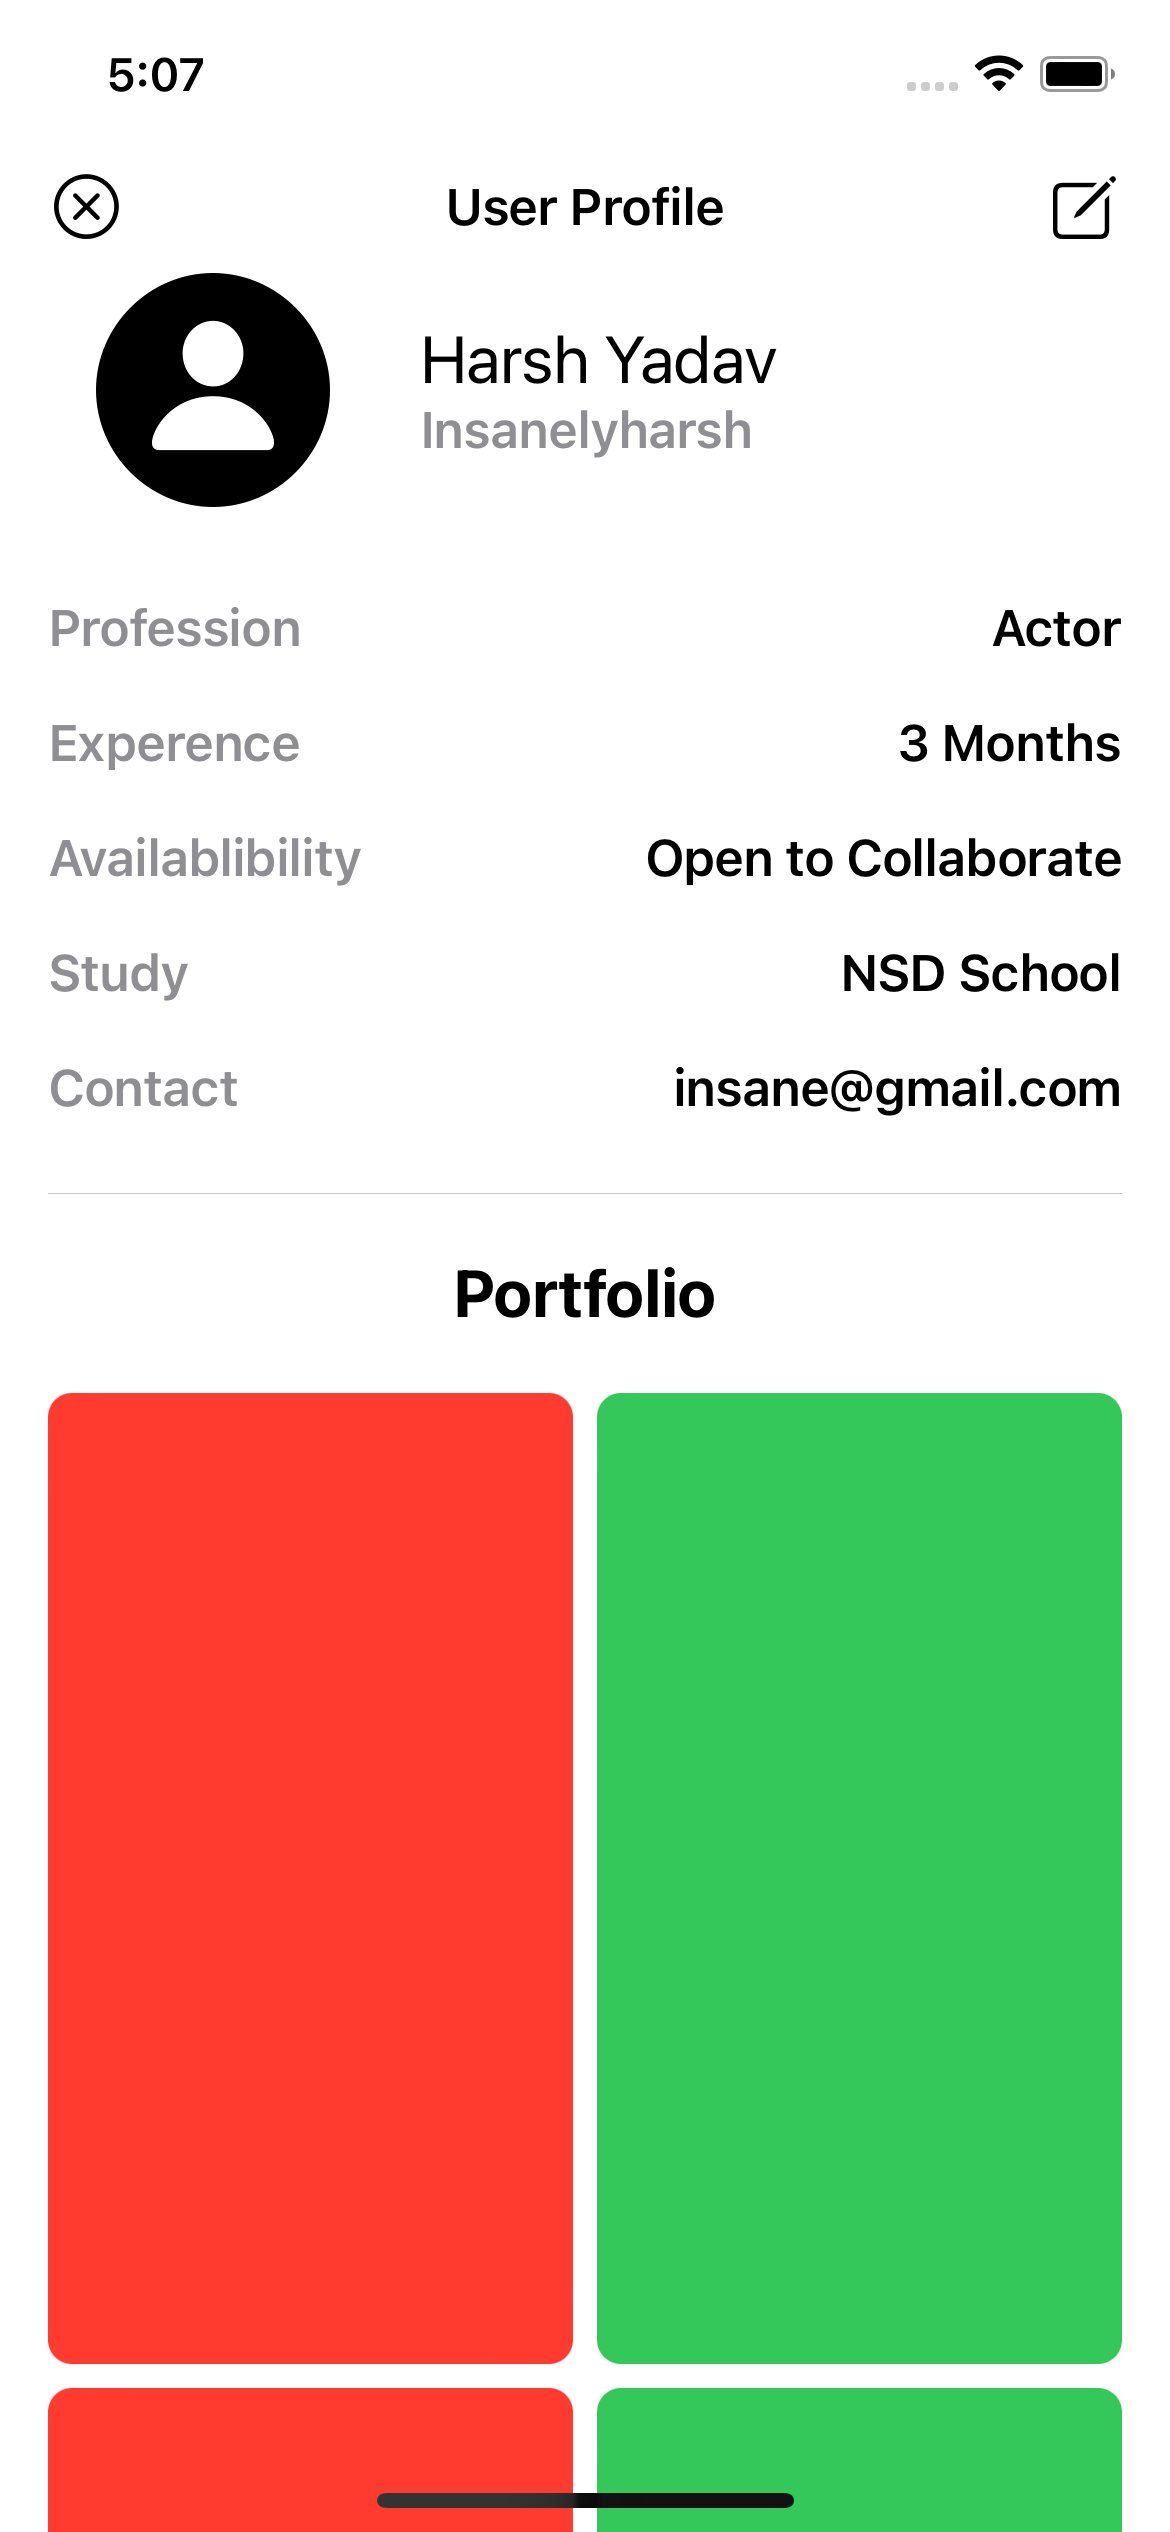 5:07
User Profile
Harsh Yadav
Insanelyharsh
Profession Actor
Experence 3 Months
Availablibility Open to Collaborate
Study NSD School
Contact insane@gmail.com
Portfolio